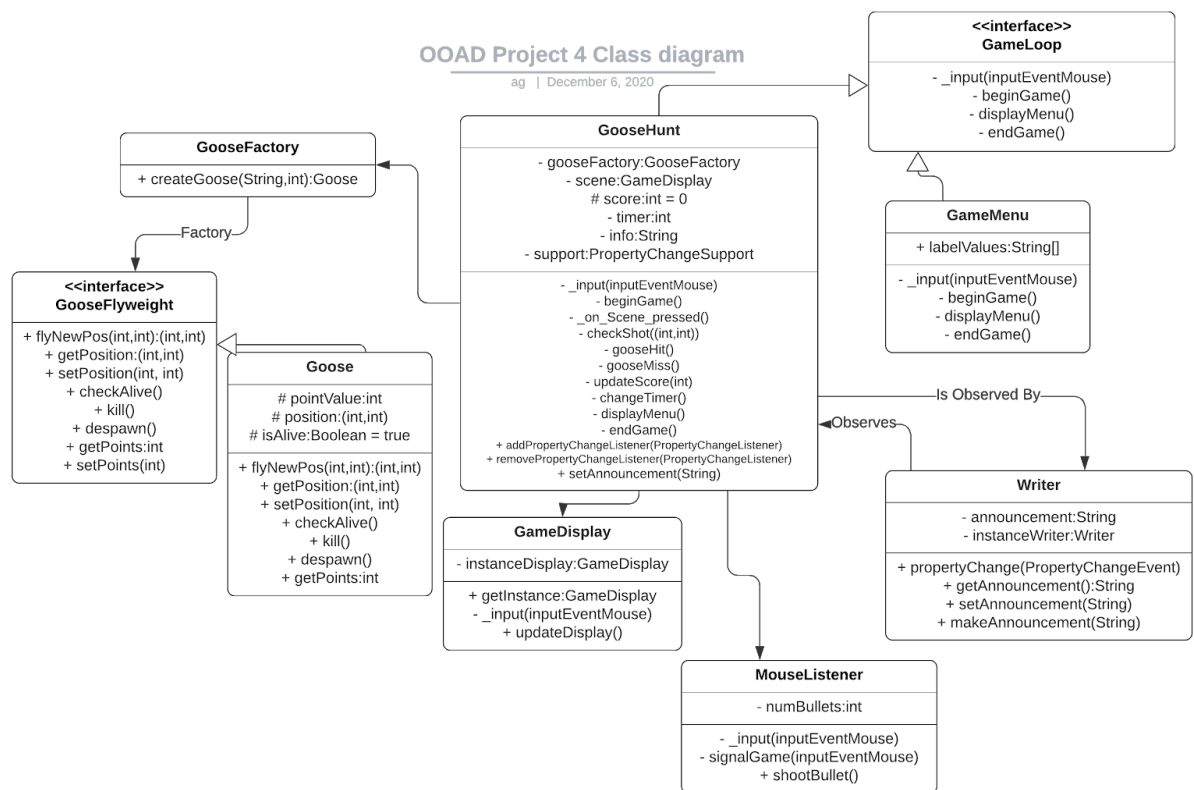 OOAD Project 4 Class diagram
ag | December 6, 2020
<<interface>>
GameLoop
- _input(inputEventMouse)
- beginGame()
- displayMenu()
- endGame()
GooseHunt
- gooseFactory:GooseFactory
- scene:GameDisplay
# score:int = 0
- timer:int
- info:String
- support:PropertyChangeSupport
- _input(inputEventMouse)
- beginGame()
- _on_Scene_pressed()
- checkShot((int,int))
- gooseHit()
- gooseMiss()
- updateScore(int)
- changeTimer()
- displayMenu()
- endGame()
+ addPropertyChangeListener(PropertyChangeListener)
+ removePropertyChangeListener(PropertyChangeListener)
+ setAnnouncement(String)
GooseFactory
+ createGoose(String,int):Goose
Factory
<<interface>>
GooseFlyweight
+ flyNewPos(int,int):(int,int)
+ getPosition:(int,int)
+ setPosition(int, int)
+ checkAlive()
+ kill()
+ despawn()
+ getPoints:int
+ setPoints(int)
Goose
# pointValue:int
# position:(int,int)
# isAlive:Boolean = true
+ flyNewPos(int,int):(int,int)
+ getPosition:(int,int)
+ setPosition(int, int)
+ checkAlive()
+ kill()
+ despawn()
+ getPoints:int
GameMenu
+ labelValues:String[]
- _input(inputEventMouse)
- beginGame()
- displayMenu()
- endGame()
Is Observed By
Observes
Writer
- announcement:String
- instanceWriter:Writer
+ propertyChange(PropertyChangeEvent)
+ getAnnouncement():String
+ setAnnouncement(String)
+ makeAnnouncement(String)
GameDisplay
- instanceDisplay:GameDisplay
+ getInstance:GameDisplay
- _input(inputEventMouse)
+ updateDisplay()
MouseListener
- numBullets:int
- _input(inputEventMouse)
- signalGame(inputEventMouse)
+ shootBullet()